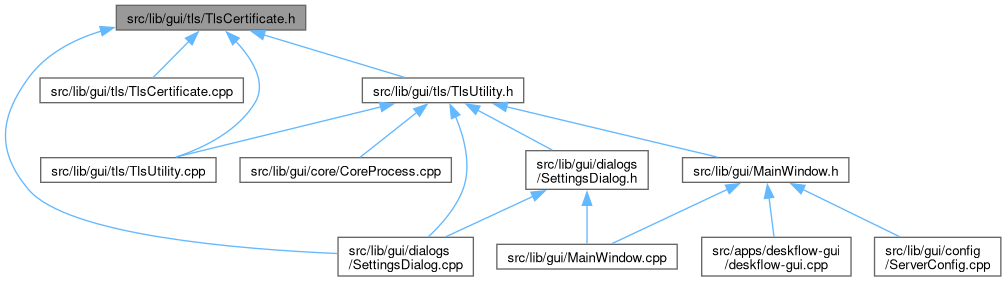 src/lib/gui/tls/TlsCertificate.h
src/lib/gui/tls/TlsCertificate.cpp
src/lib/gui/tls/TlsUtility.h
src/lib/gui/tls/TlsUtility.cpp
src/lib/gui/core/CoreProcess.cpp
src/lib/gui/dialogs
/SettingsDialog.h
src/lib/gui/MainWindow.h
src/lib/gui/dialogs
/SettingsDialog.cpp
src/lib/gui/MainWindow.cpp
src/apps/deskflow-gui
/deskflow-gui.cpp
src/lib/gui/config
/ServerConfig.cpp